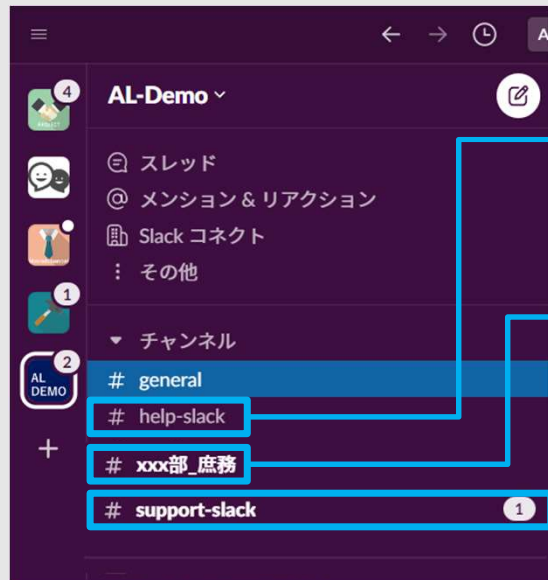 A
4
AL-Demo
スレッド
@ メンション & リアクション
Slack コネクト
その他
1
チャンネル
2
AL
DEMO
# general
# help-slack
+
# xxx部_庶務
# support-slack 1